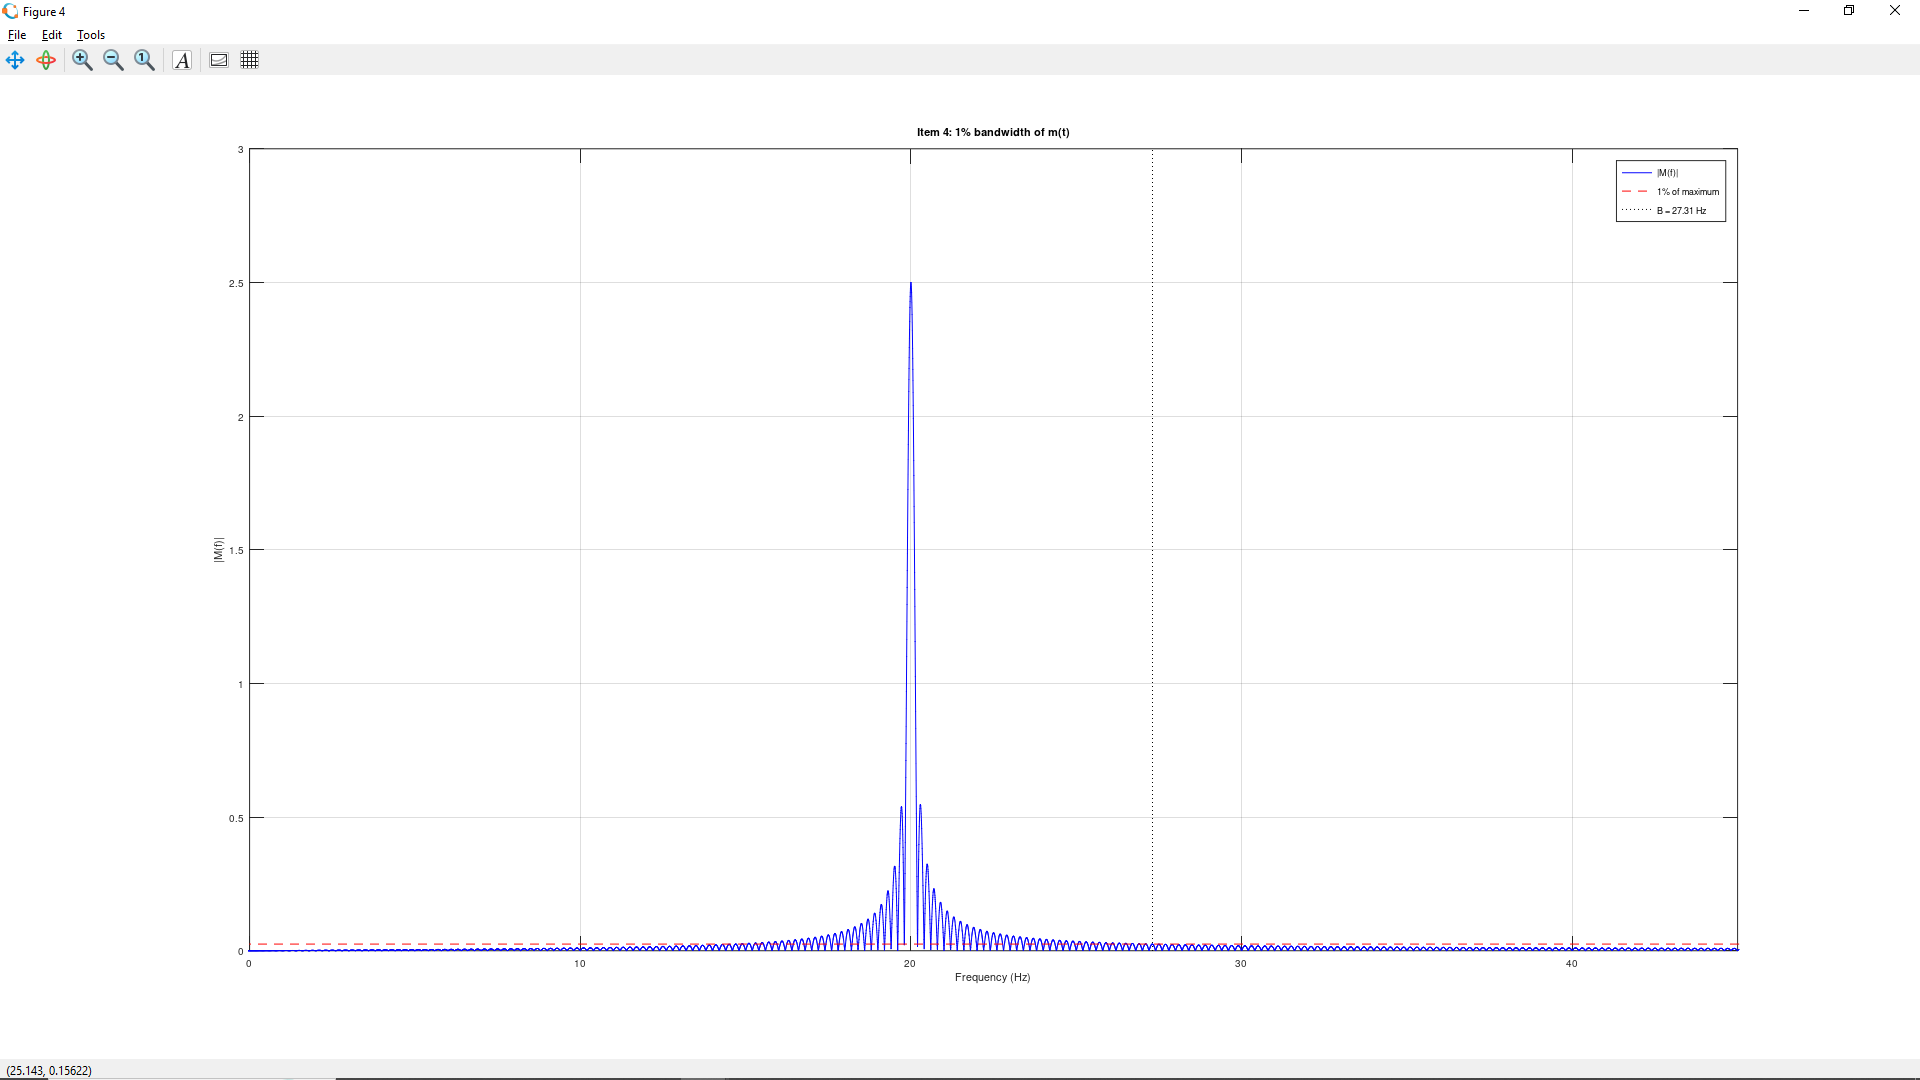 Figure 4
File Edit Tools
A
Item 4: 1% bandwidth of m(t)
|M(f)|
1% of maximum
B = 27.31 Hz
3
2.5
2
1.5
1
0.5
0
|M(f)|
0 10 20 30 40
Frequency (Hz)
(25.143, 0.15622)